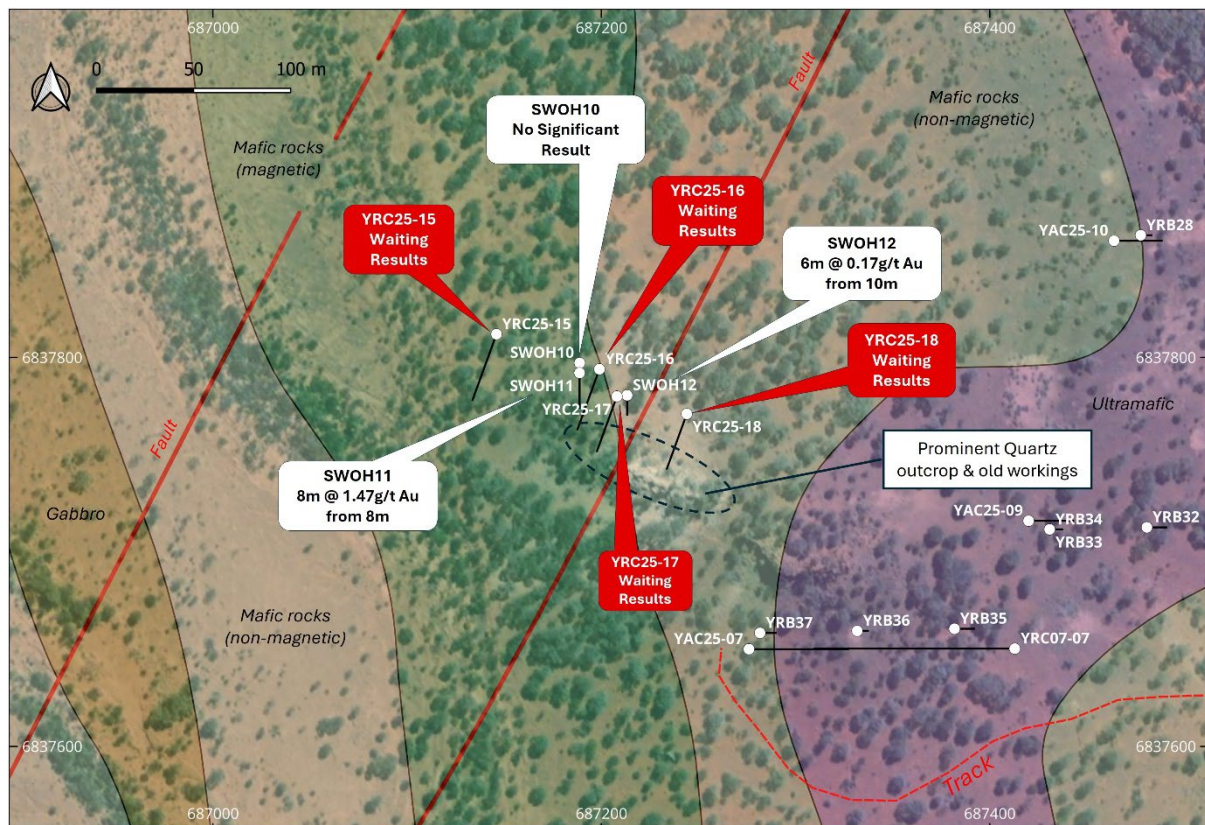 687000
687200
687400
0
50
100 m
SWOH10
No Significant
Result
Fault
Mafic rocks
(non-magnetic)
Mafic rocks
(magnetic)
YRC25-16
Waiting
Results
YRC25-15
Waiting
Results
SWOH12
6m @ 0.17g/t Au
from 10m
YAC25-10
YRB28
YRC25-15
6837800
SWOH10
YRC25-16
YRC25-18
Waiting
Results
6837800
SWOH11
SWOH12
YRC25-17
YRC25-18
Ultramafic
Fault
Prominent Quartz
outcrop & old workings
SWOH11
8m @ 1.47g/t Au
from 8m
Gabbro
YAC25-09
YRB34
YRB33
YRB32
YRC25-17
Waiting
Results
Mafic rocks
(non-magnetic)
YAC25-07
YRB37
YRB36
YRB35
YRC07-07
6837600
6837600
Track
687000
687200
687400